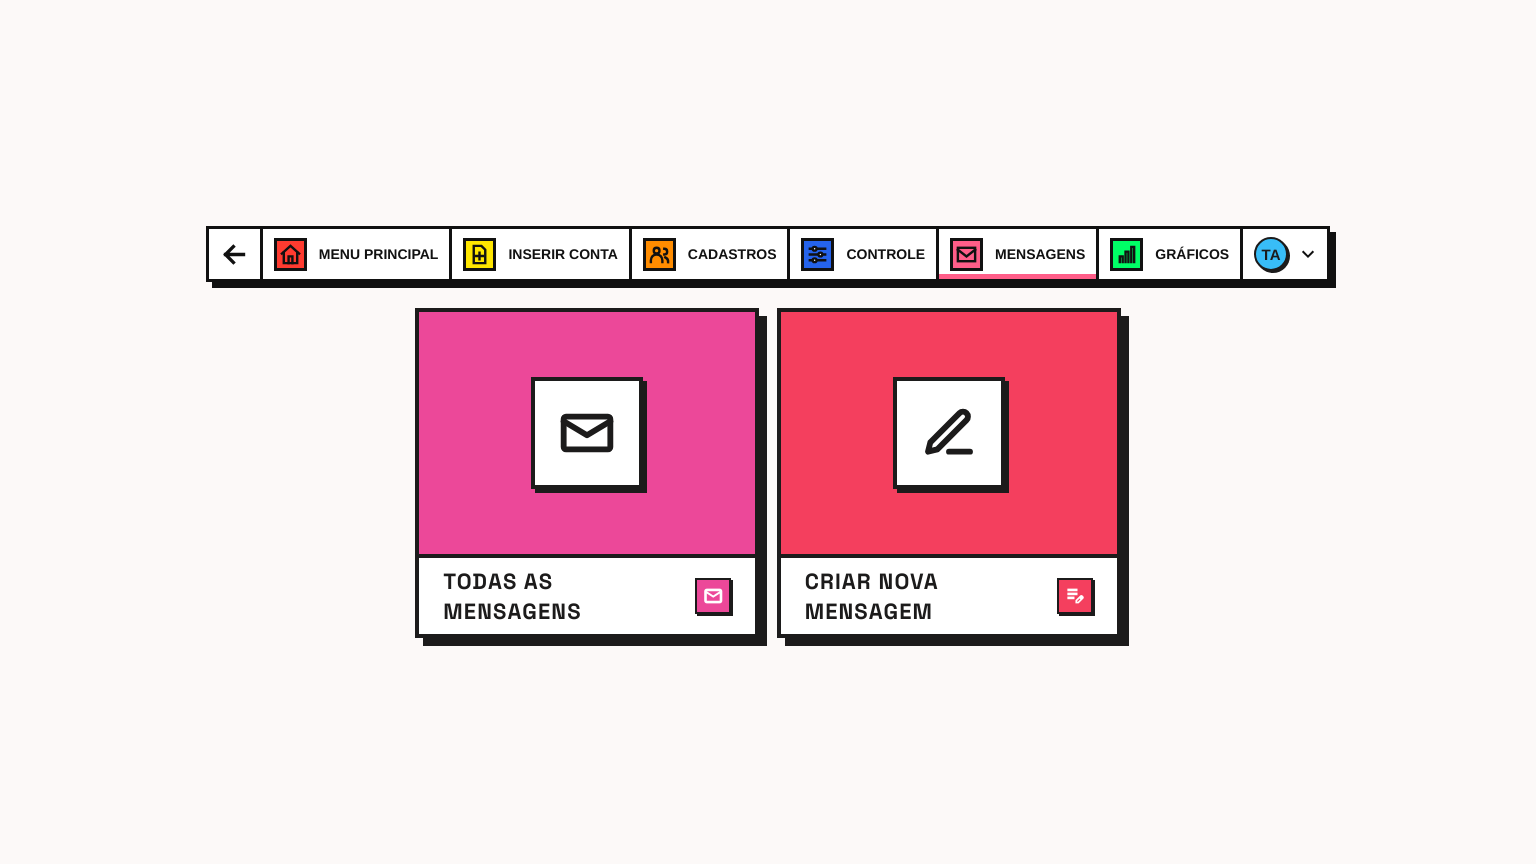 MENU PRINCIPAL
INSERIR CONTA
CADASTROS
CONTROLE
MENSAGENS
GRÁFICOS
TA
TODAS AS
MENSAGENS
CRIAR NOVA
MENSAGEM